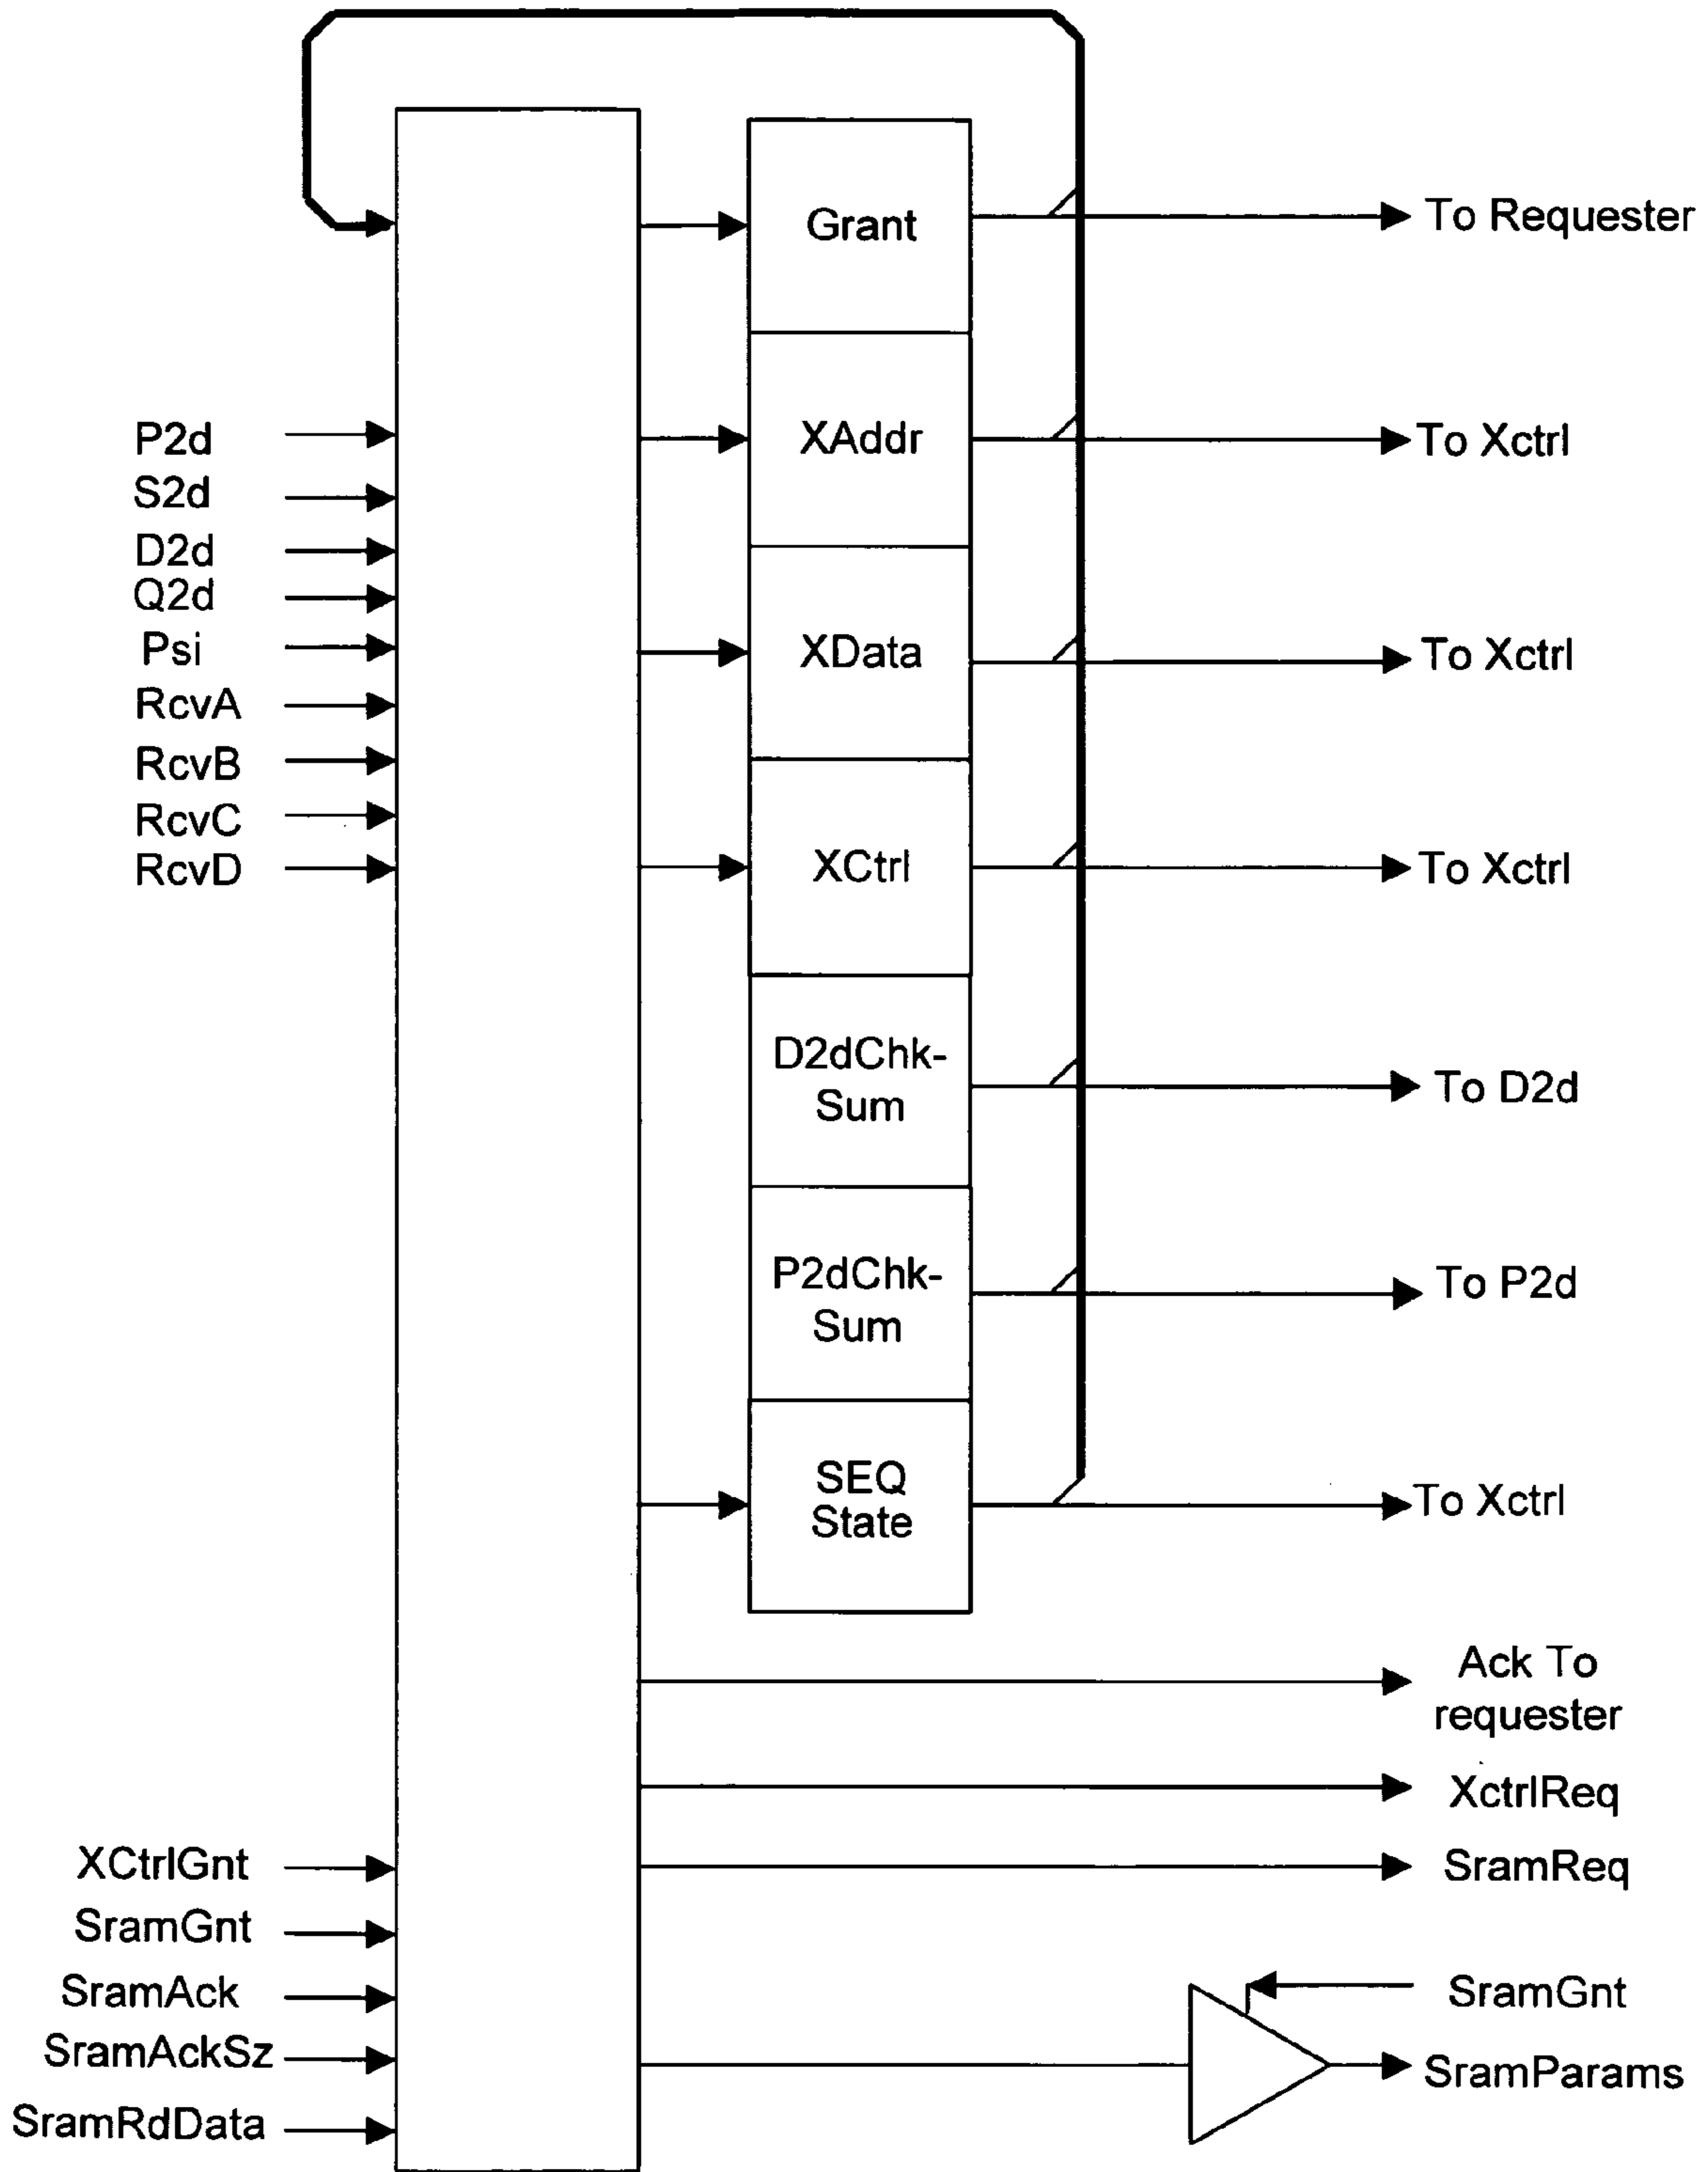 Grant
To Requester
P2d
XAddr
To Xctrl
S2d
D2d
Q2d
Psi
XData
To Xctrl
RcvA
RcvB
RcvC
RcvD
XCtrl
To Xctrl
D2dChk-
Sum
To D2d
P2dChk-
Sum
To P2d
SEQ
State
To Xctrl
Ack To
requester
XctrlReq
XCtrlGnt
SramReq
SramGnt
SramAck
SramGnt
SramAckSz
SramParams
SramRdData